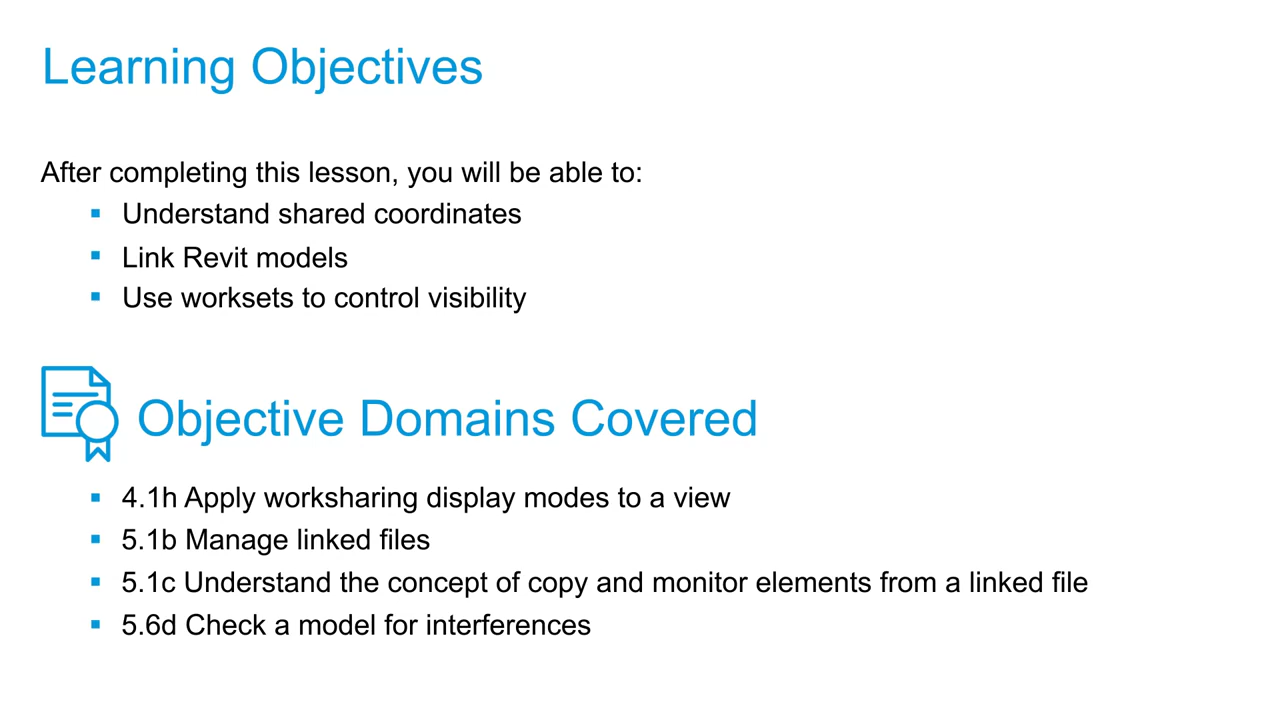 Learning Objectives
After completing this lesson, you will be able to:
▪ Understand shared coordinates
▪ Link Revit models
▪ Use worksets to control visibility
Objective Domains Covered
▪ 4.1h Apply worksharing display modes to a view
▪ 5.1b Manage linked files
▪ 5.1c Understand the concept of copy and monitor elements from a linked file
▪ 5.6d Check a model for interferences